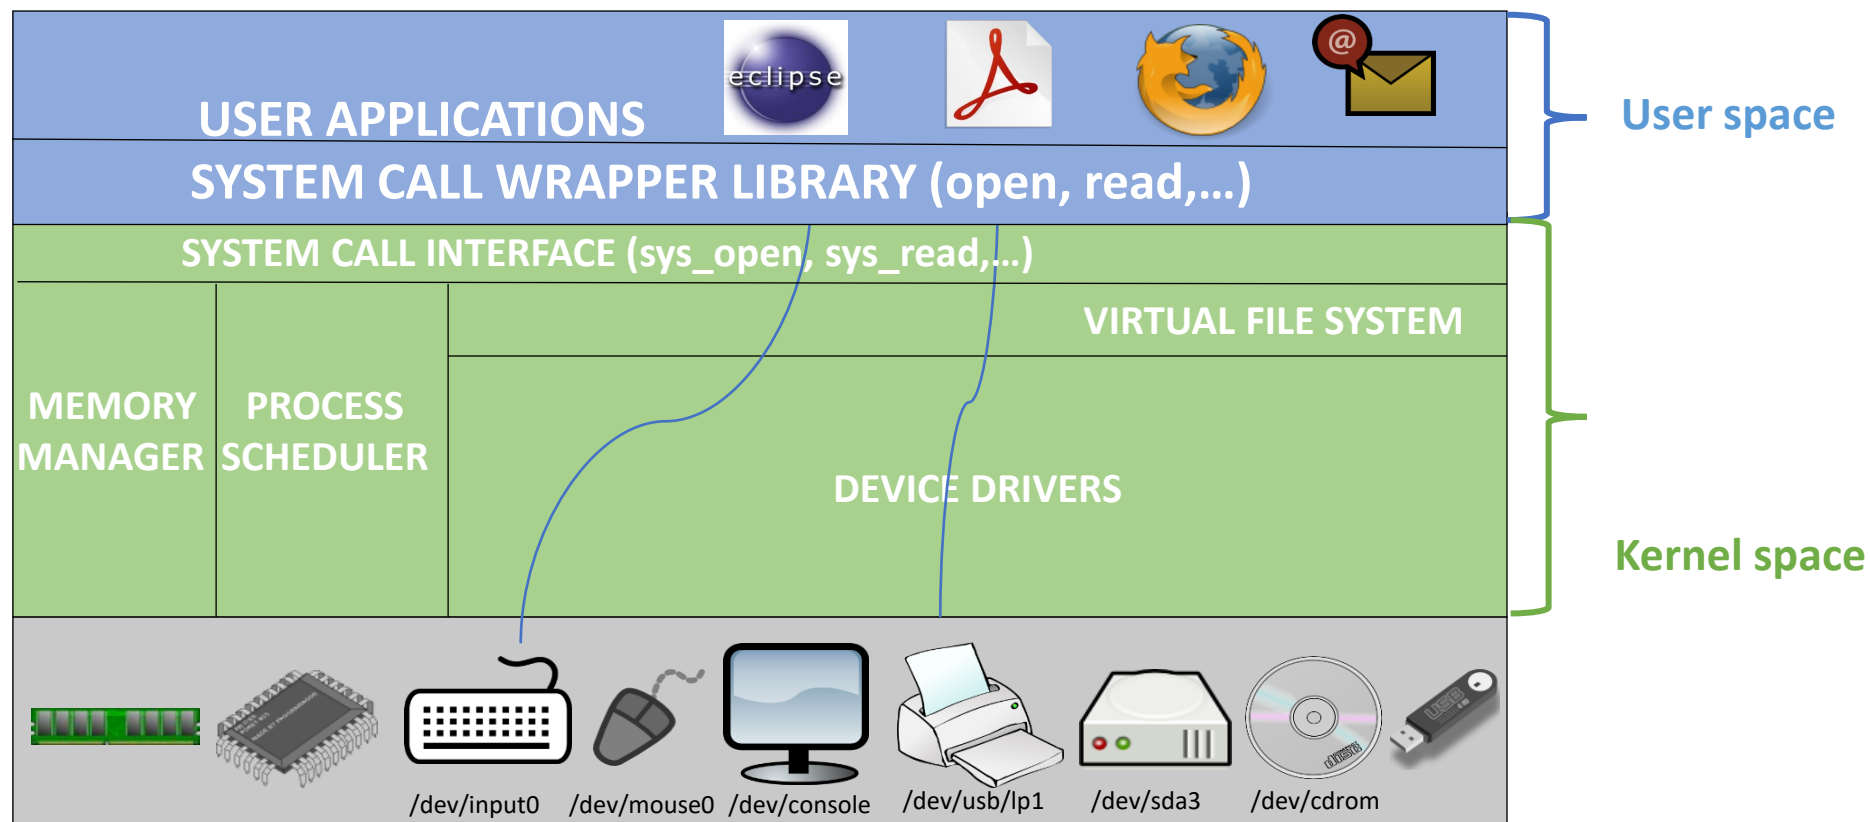 eclipse
@
USER APPLICATIONS
User space
SYSTEM CALL WRAPPER LIBRARY (open, read,...)
SYSTEM CALL INTERFACE (sys_open, sys_read,...)
VIRTUAL FILE SYSTEM
MEMORY
MANAGER
PROCESS
SCHEDULER
DEVICE DRIVERS
Kernel space
USB
disc
/dev/input0
/dev/mouse0
/dev/console
/dev/usb/lp1
/dev/sda3
/dev/cdrom